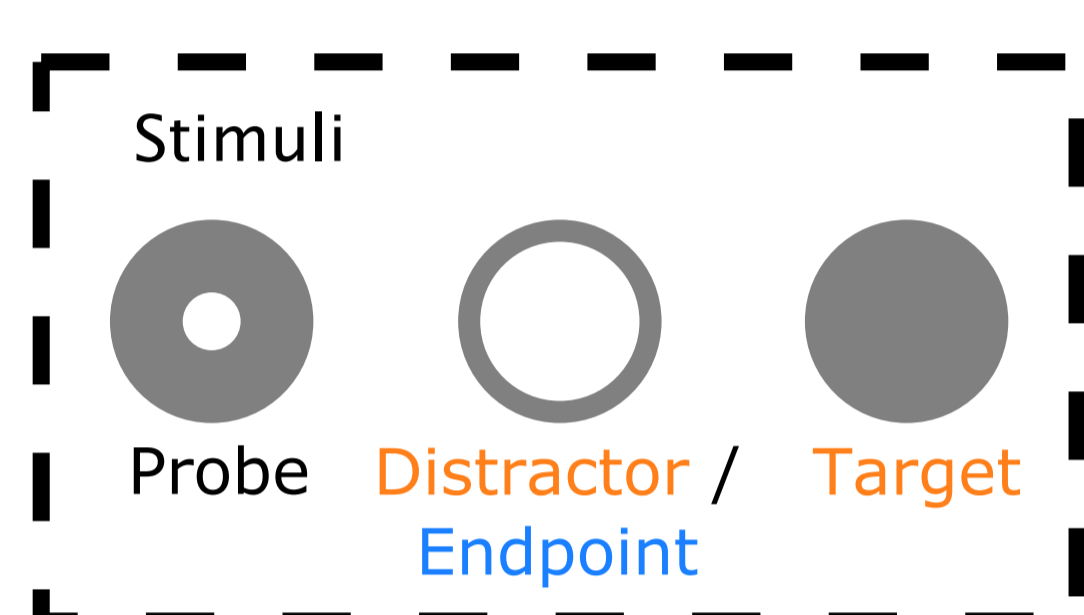 Stimuli
Probe Distractor / Target
Endpoint